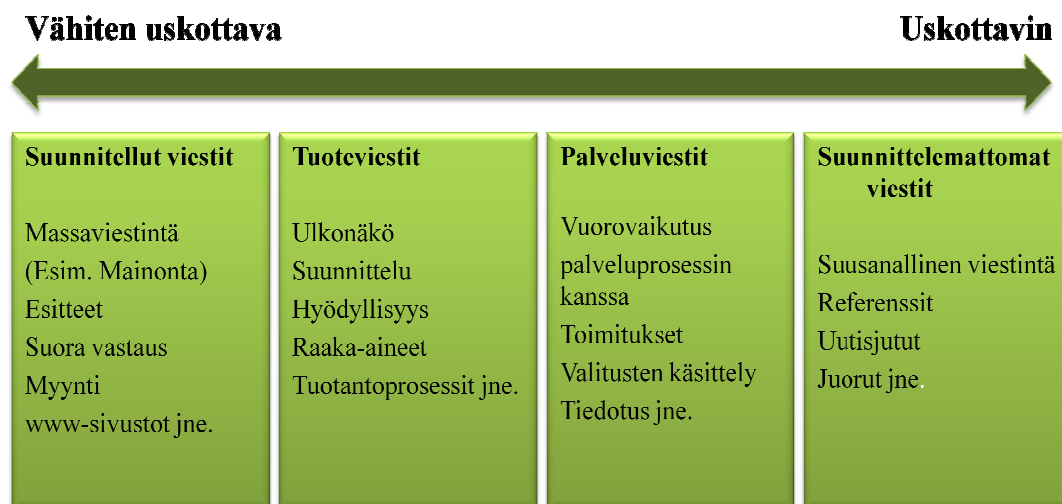 Vähiten uskottava
Uskottavin
Suunnitellut viestit
Massaviestintä
(Esim. Mainonta)
Esitteet
Suora vastaus
Myynti
www-sivustot jne.
Tuoteviestit
Ulkonäkö
Suunnittelu
Hyödyllisyys
Raaka-aineet
Tuotantoprosessit jne.
Palveluviestit
Vuorovaikutus
palveluprosessin
kanssa
Toimitukset
Valitusten käsittely
Tiedotus jne.
Suunnittelemattomat
viestit
Suusanallinen viestintä
Referenssit
Uutisjutut
Juorut jne.